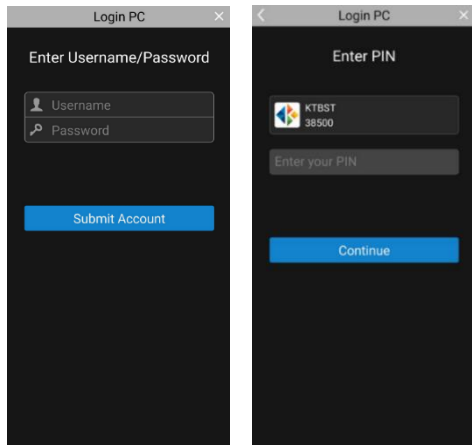 Login PC
Enter Username/Password
Username
Password
Submit Account
Login PC
Enter PIN
KTBST
38500
Enter your PIN
Continue